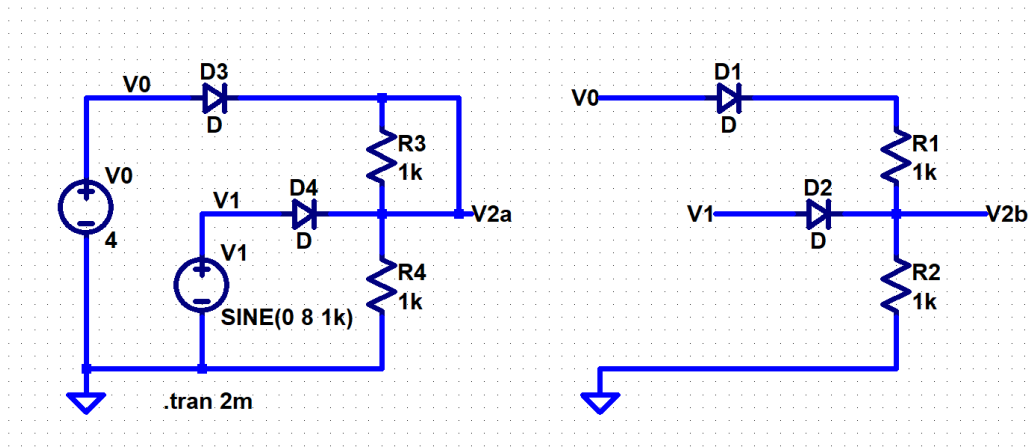 V0
D3
D
R3
1k
V0
4
D4
D
V1
V2a
V1
SINE(0 8 1k)
R4
1k
.tran 2m
V0
D1
D
R1
1k
D2
V1
D
V2b
R2
1k